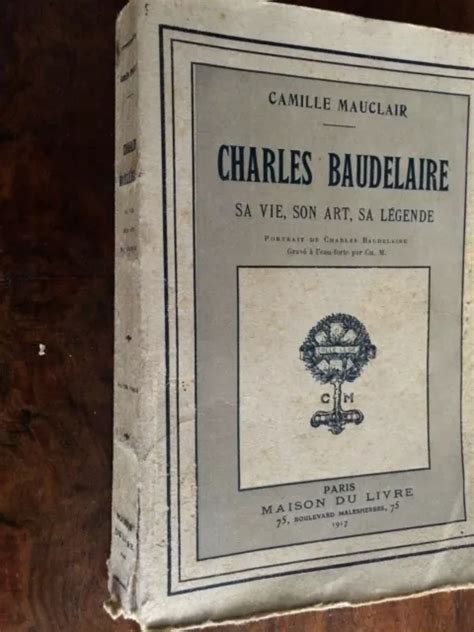 CAMILLE MAUCLAIR
CHARLES BAUDELAIRE
SA VIE, SON ART, SA LÉGENDE
PORTRAIT DE CHARLES BAUDELAIRE
Gravé à l'eau-forte par CH. M.
C M
PARIS
MAISON DU LIVRE
75, BOULEVARD MALESHERBES, 75
1917